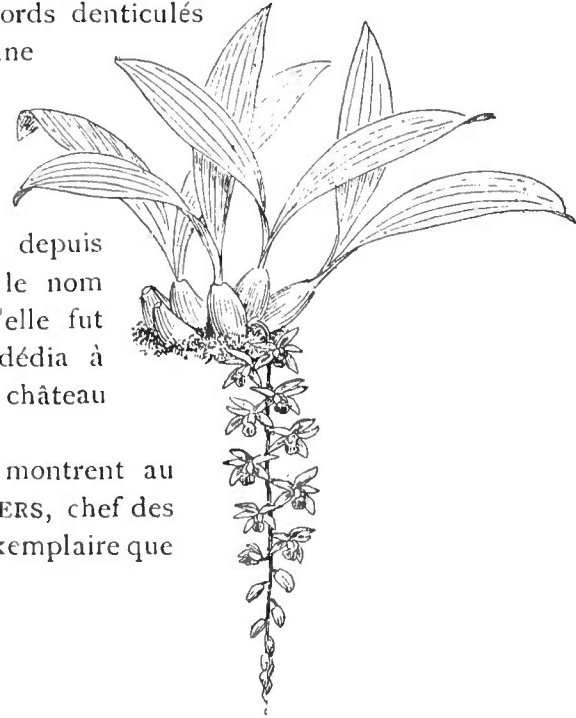 ords denticulés
ne
depuis
le nom
'elle fut
dédia à
château
montrent au
ERS, chef des
xemplaire que